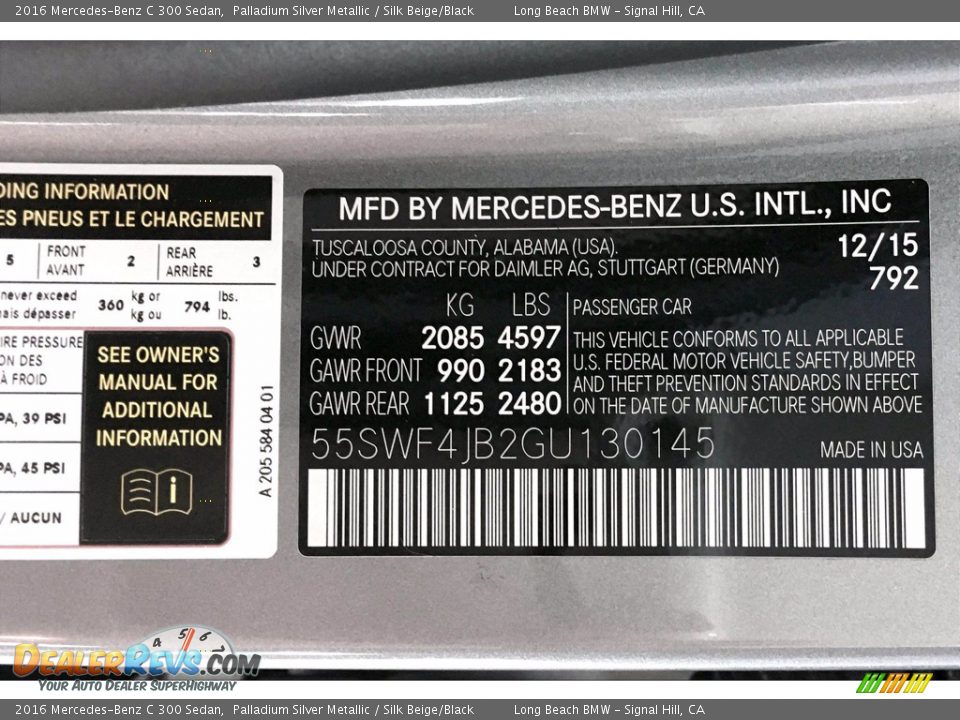 2016 Mercedes-Benz C 300 Sedan, Palladium Silver Metallic / Silk Beige/Black Long Beach BMW - Signal Hill, CA
DING INFORMATION
ES PNEUS ET LE CHARGEMENT
5 FRONT AVANT 2 REAR ARRIÈRE 3
never exceed
mais dépasser
360 kg or kg ou 794 lbs. lb.
IRE PRESSURE
ON DES
À FROID
PA, 39 PSI
PA, 45 PSI
/ AUCUN
SEE OWNER'S
MANUAL FOR
ADDITIONAL
INFORMATION
i
A 205 584 04 01
MFD BY MERCEDES-BENZ U.S. INTL., INC
TUSCALOOSA COUNTY, ALABAMA (USA). 12/15
UNDER CONTRACT FOR DAIMLER AG, STUTTGART (GERMANY) 792
KG LBS
GVWR 2085 4597
GAWR FRONT 990 2183
GAWR REAR 1125 2480
PASSENGER CAR
THIS VEHICLE CONFORMS TO ALL APPLICABLE
U.S. FEDERAL MOTOR VEHICLE SAFETY,BUMPER
AND THEFT PREVENTION STANDARDS IN EFFECT
ON THE DATE OF MANUFACTURE SHOWN ABOVE
55SWF4JB2GU130145 MADE IN USA
4 5 6 7
DealerRevs.com
Your Auto Dealer SuperHighway
2016 Mercedes-Benz C 300 Sedan, Palladium Silver Metallic / Silk Beige/Black Long Beach BMW - Signal Hill, CA